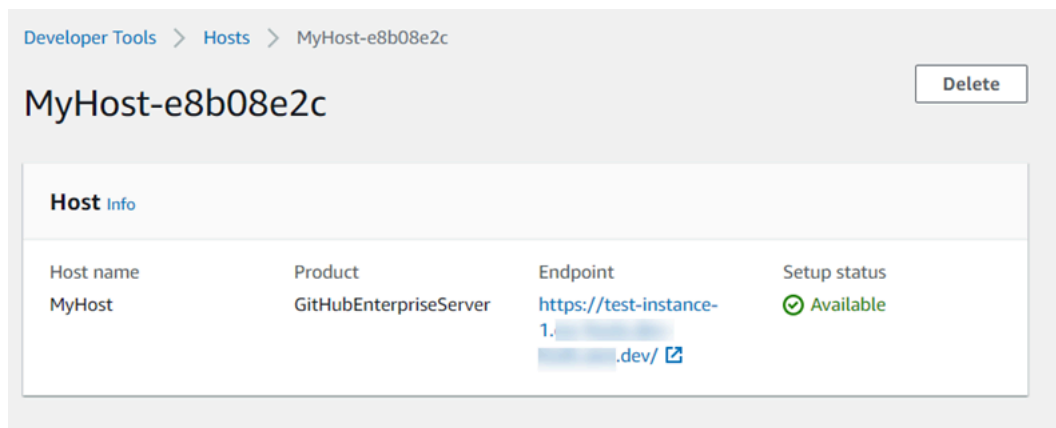 Developer Tools > Hosts > MyHost-e8b08e2c
MyHost-e8b08e2c
Delete
Host Info
Host name Product Endpoint Setup status
MyHost GitHubEnterpriseServer https://test-instance- Available
1.
.dev/